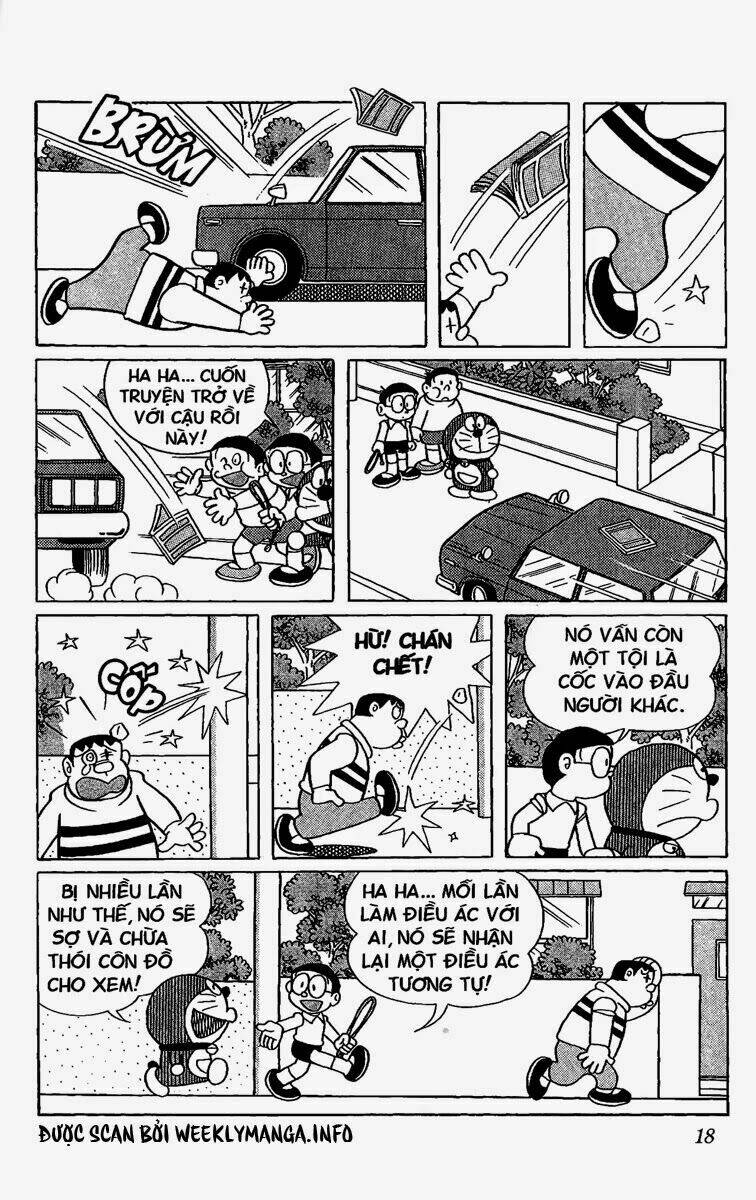 BRỪM
HA HA... CUỐN
TRUYỆN TRỞ VỀ
VỚI CẬU RỒI
NÀY!
CỐP
HỪ! CHÁN
CHẾT!
NÓ VẪN CÒN
MỘT TỘI LÀ
CỐC VÀO ĐẦU
NGƯỜI KHÁC.
BỊ NHIỀU LẦN
NHƯ THẾ, NÓ SẼ
SỢ VÀ CHỪA
THÓI CÔN ĐỒ
CHO XEM!
HA HA... MỖI LẦN
LÀM ĐIỀU ÁC VỚI
AI, NÓ SẼ NHẬN
LẠI MỘT ĐIỀU ÁC
TƯƠNG TỰ!
ĐƯỢC SCAN BỞI WEEKLYMANGA.INFO
18